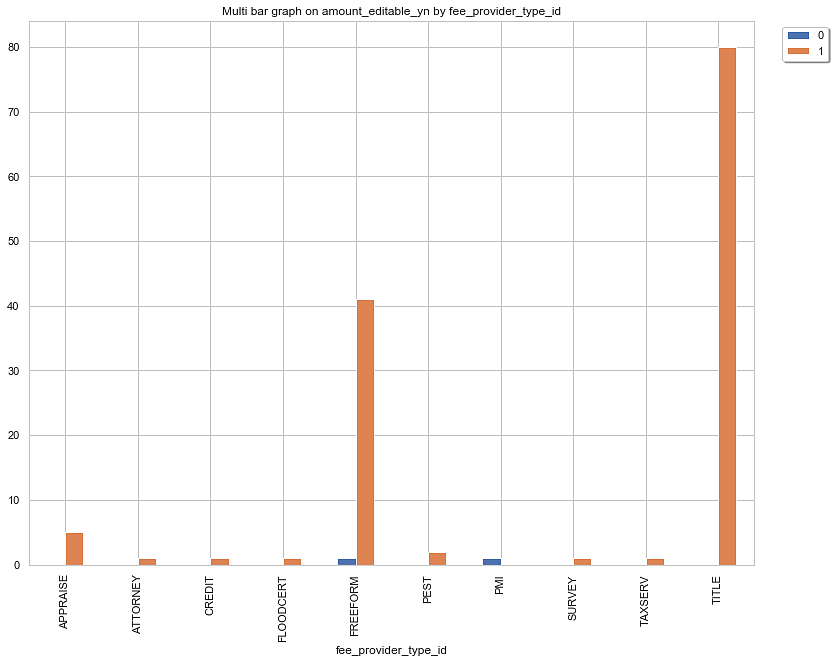 Multi bar graph on amount_editable_yn by fee_provider_type_id
0
1
80
70
60
50
40
30
20
10
0
APPRAISE
ATTORNEY
CREDIT
FLOODCERT
FREEFORM
PEST
PMI
SURVEY
TAXSERV
TITLE
fee_provider_type_id